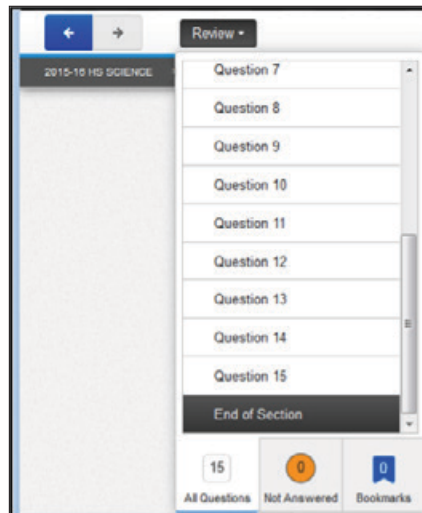 Review
2015-16 HS SCIENCE
Question 7
Question 8
Question 9
Question 10
Question 11
Question 12
Question 13
Question 14
Question 15
End of Section
15
0
0
All Questions
Not Answered
Bookmarks